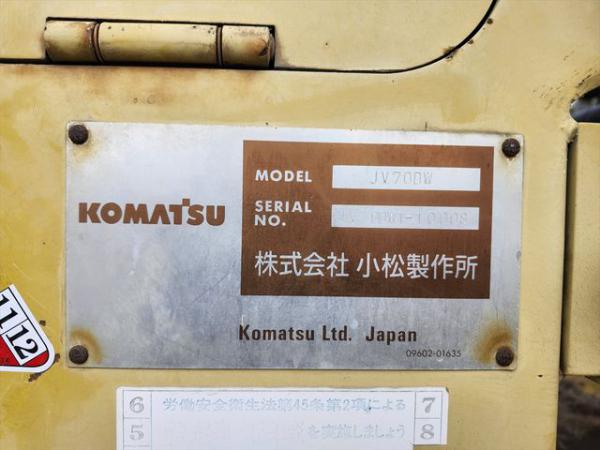 KOMATSU
MODEL JV70DW
SERIAL NO.
株式会社 小松製作所
Komatsu Ltd. Japan
09602-01635
11 12
6 労働安全衛生法第45条第2項による 7
5 を実施しましょう 8